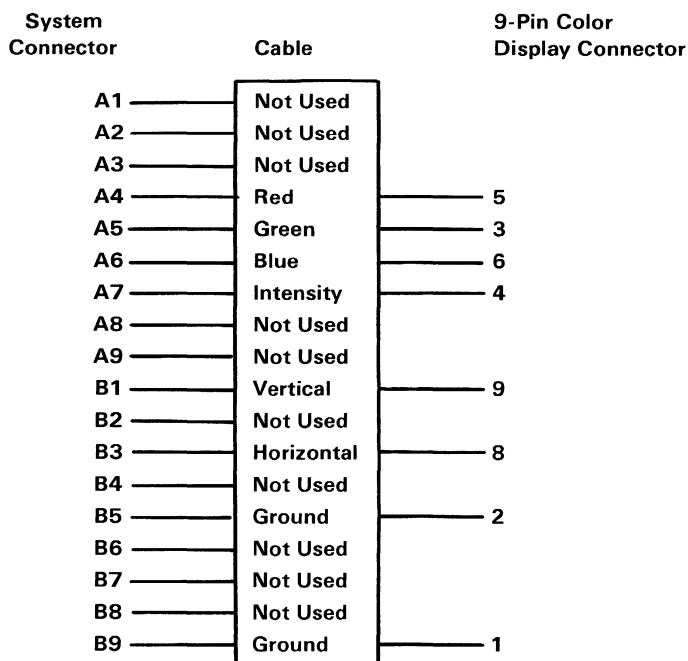 System Connector Cable 9-Pin Color Display Connector
A1 Not Used
A2 Not Used
A3 Not Used
A4 Red 5
A5 Green 3
A6 Blue 6
A7 Intensity 4
A8 Not Used
A9 Not Used
B1 Vertical 9
B2 Not Used
B3 Horizontal 8
B4 Not Used
B5 Ground 2
B6 Not Used
B7 Not Used
B8 Not Used
B9 Ground 1